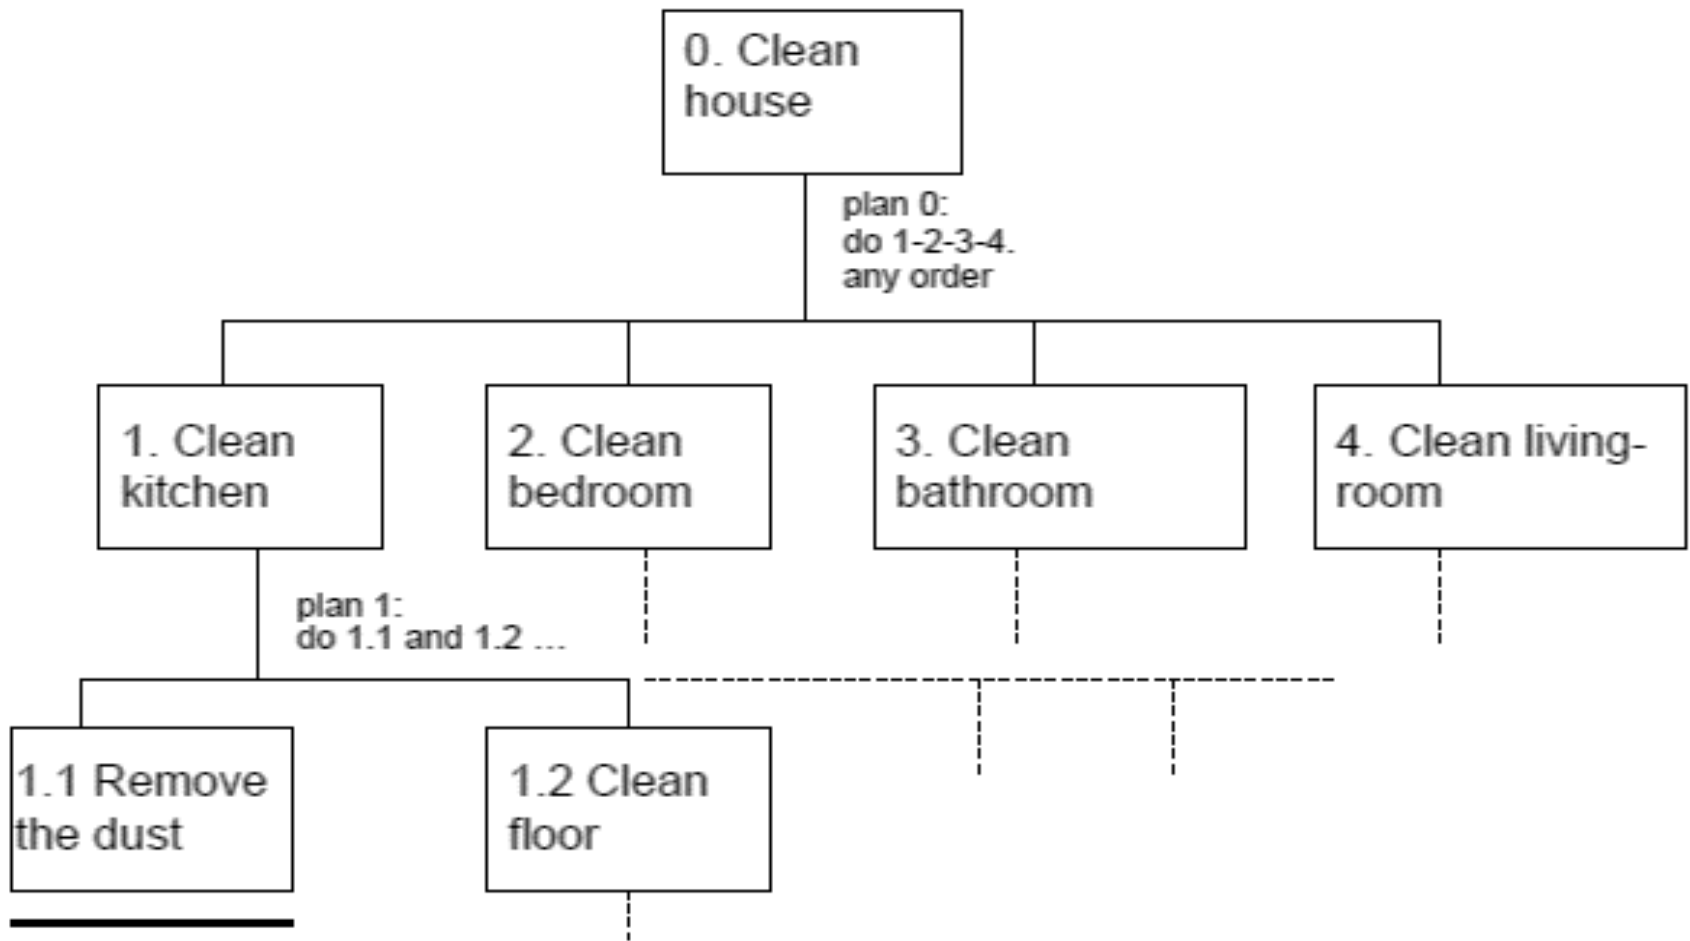 0. Clean
house
plan 0:
do 1-2-3-4.
any order
1. Clean
kitchen
2. Clean
bedroom
3. Clean
bathroom
4. Clean living-
room
plan 1:
do 1.1 and 1.2 ...
1.1 Remove
the dust
1.2 Clean
floor